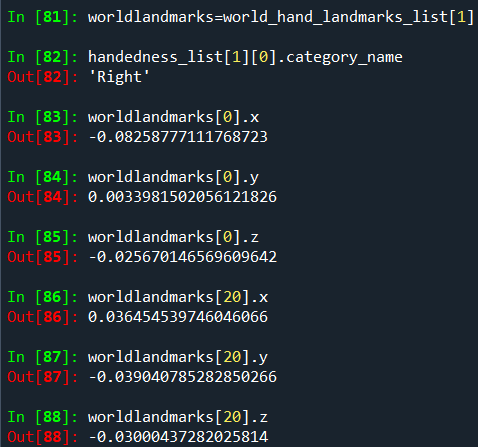 In [81]: worldlandmarks=world_hand_landmarks_list[1]
In [82]: handedness_list[1][0].category_name
Out[82]: 'Right'
In [83]: worldlandmarks[0].x
Out[83]: -0.08258777111768723
In [84]: worldlandmarks[0].y
Out[84]: 0.0033981502056121826
In [85]: worldlandmarks[0].z
Out[85]: -0.025670146569609642
In [86]: worldlandmarks[20].x
Out[86]: 0.036454539746046066
In [87]: worldlandmarks[20].y
Out[87]: -0.039040785282850266
In [88]: worldlandmarks[20].z
Out[88]: -0.03000437282025814